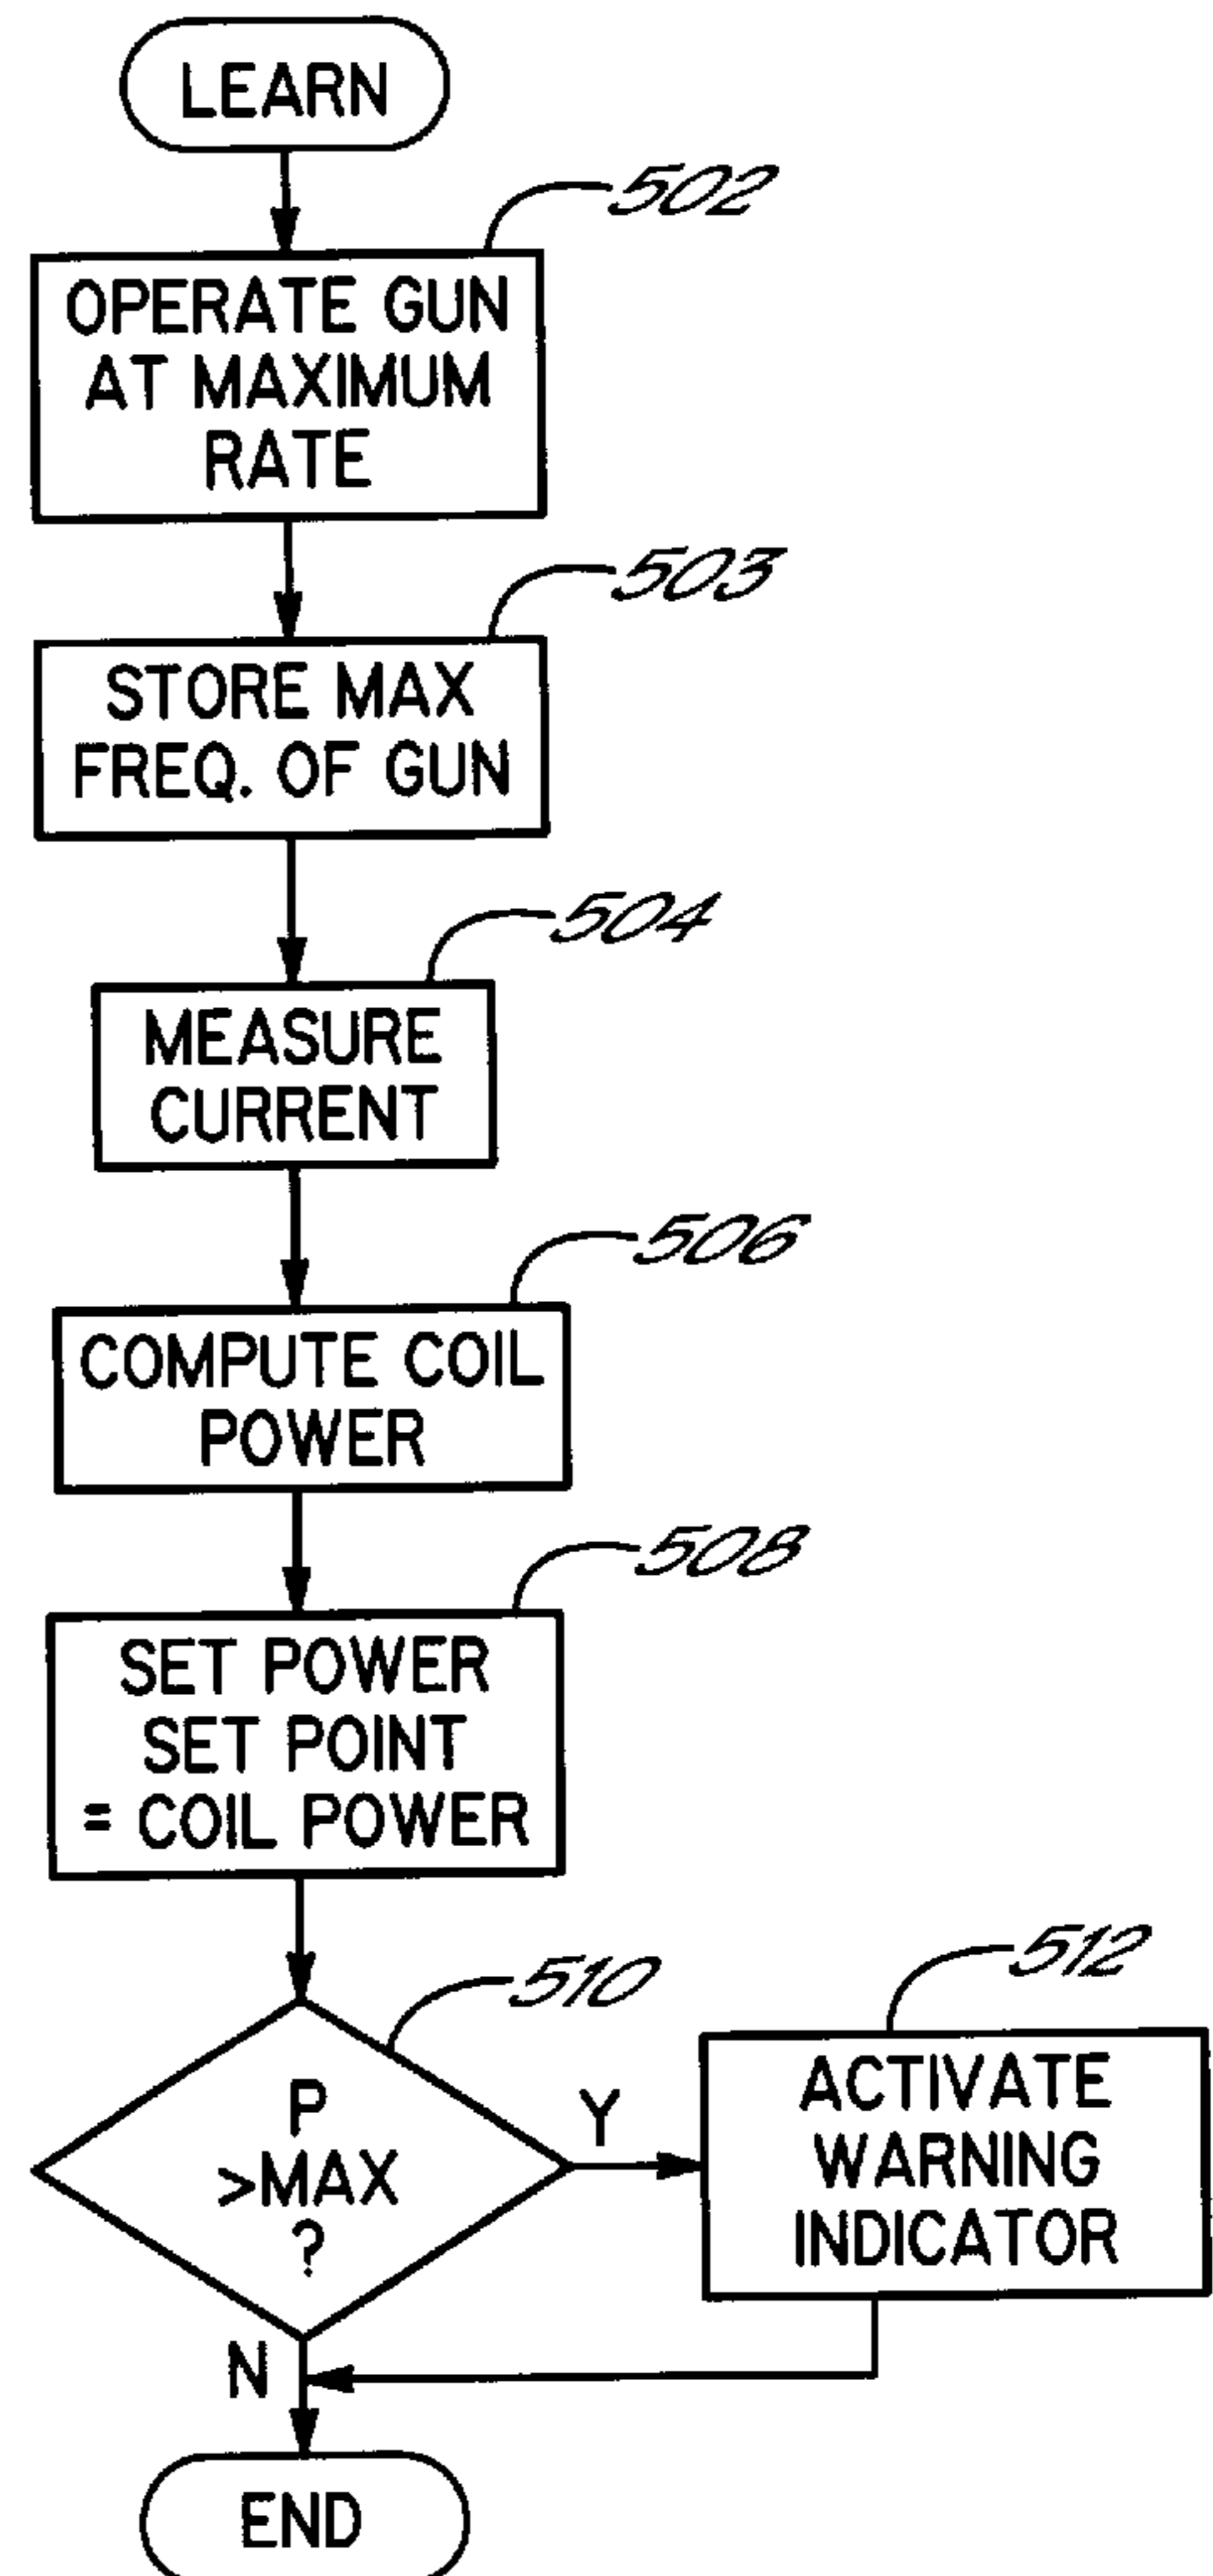 LEARN
502
OPERATE GUN
AT MAXIMUM
RATE
503
STORE MAX
FREQ. OF GUN
504
MEASURE
CURRENT
506
COMPUTE COIL
POWER
508
SET POWER
SET POINT
= COIL POWER
510
P
>MAX
?
Y
512
ACTIVATE
WARNING
INDICATOR
N
END